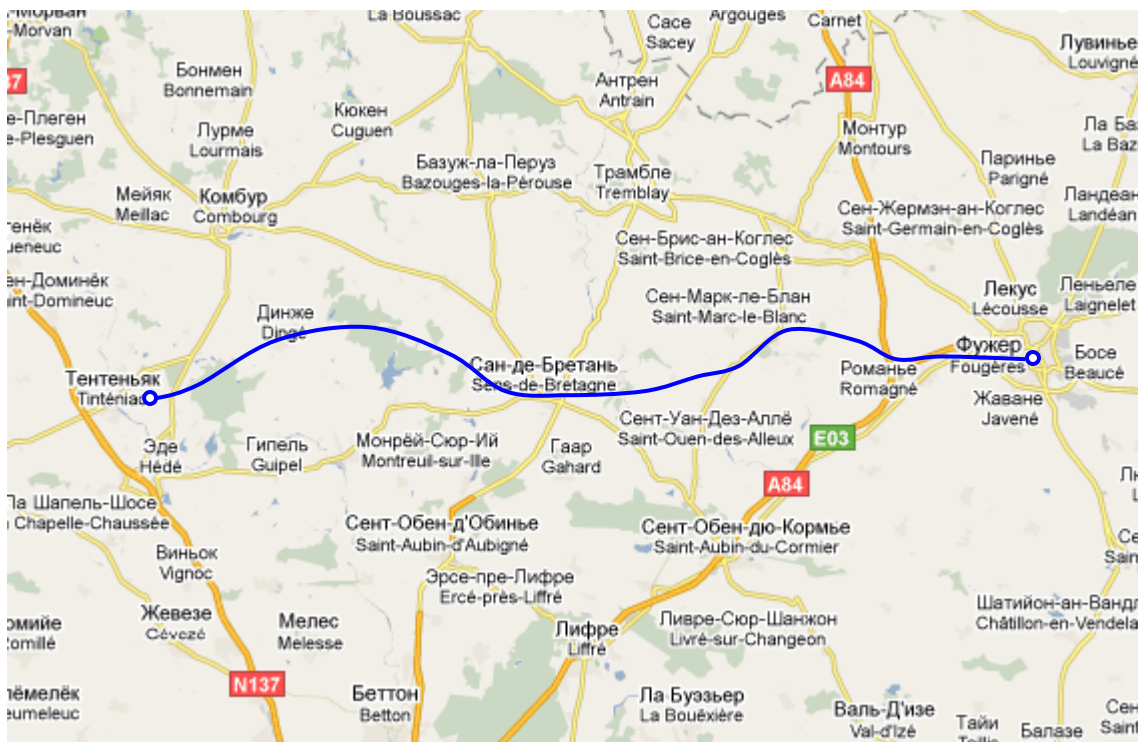 -Морван
-Morvan
La Boussac
Сасе
Sacey
Argouges
Carnet
Лувинье
Louvigné
Бонмен
Bonnemain
A84
Антрен
Antrain
Кюкен
Cuguen
е-Плеген
e-Plesguen
Лурме
Lourmais
Монтур
Montours
Ла Ба
La Baz
Базуж-ла-Перуз
Bazouges-la-Pérouse
Трамбле
Tremblay
Паринье
Parigné
Мейяк
Meillac
Комбур
Combourg
Ландеан
Landéan
Сен-Жермэн-ан-Коглес
Saint-Germain-en-Coglès
Сен-Брис-ан-Коглес
Saint-Brice-en-Coglès
ен-Доминёк
int-Domineuc
Сен-Марк-ле-Блан
Saint-Marc-le-Blanc
Лекус
Lécousse
Леньеле
Laignelet
Динже
Dingé
Фужер
Fougères
Босе
Beaucé
Сан-де-Бретань
Sens-de-Bretagne
Романье
Romagné
Тентеньяк
Tinténiac
Жаване
Javené
Сент-Уан-Дез-Аллё
Saint-Ouen-des-Alleux
Эде
Hédé
Гипель
Guipel
Монрёй-Сюр-Ий
Montreuil-sur-Ille
Гаар
Gahard
E03
A84
Ла Шапель-Шосе
Chapelle-Chaussée
Сент-Обен-д'Обинье
Saint-Aubin-d'Aubigné
Сент-Обен-дю-Кормье
Saint-Aubin-du-Cormier
Виньок
Vignoc
Эрсе-пре-Лифре
Ercé-près-Liffré
Жевезе
Gévezé
Мелес
Melesse
Лифре
Liffré
Ливре-Сюр-Шанжон
Livré-sur-Changeon
Шатийон-ан-Вандл
Châtillon-en-Vendela
омийе
Romillé
N137
Беттон
Betton
Ла Буэзьер
La Bouëxière
Валь-Д'изе
Val-d'Izé
Тайи
Балазе
лёмелёк
eumeleuc